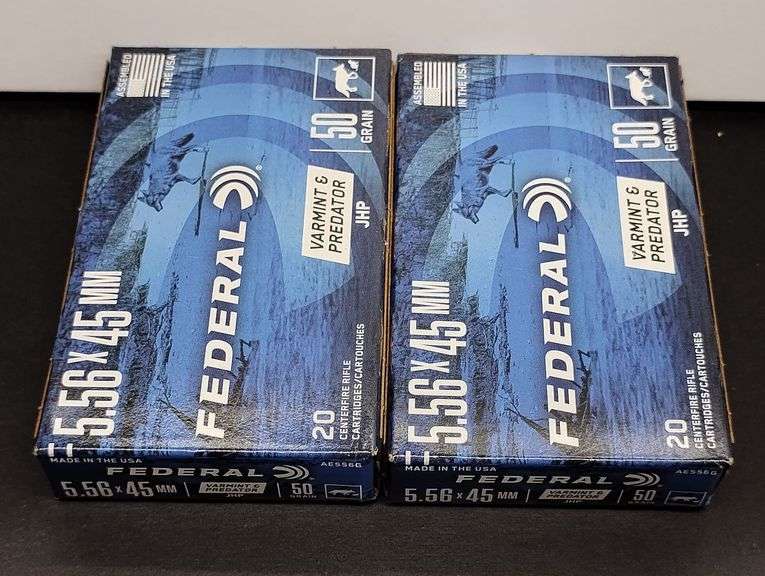 ASSEMBLED
IN THE USA
50
GRAIN
VARMINT &
PREDATOR
JHP
FEDERAL®
5.56 X 45 MM
20
CENTERFIRE RIFLE
CARTRIDGES/CARTOUCHES
MADE IN THE USA
FEDERAL
AE556G
5.56 x 45 MM
VARMINT &
PREDATOR
JHP
50
GRAIN
ASSEMBLED
IN THE USA
50
GRAIN
VARMINT &
PREDATOR
JHP
FEDERAL®
5.56 X 45 MM
20
CENTERFIRE RIFLE
CARTRIDGES/CARTOUCHES
MADE IN THE USA
FEDERAL
AE556G
5.56 x 45 MM
VARMINT &
PREDATOR
JHP
50
GRAIN